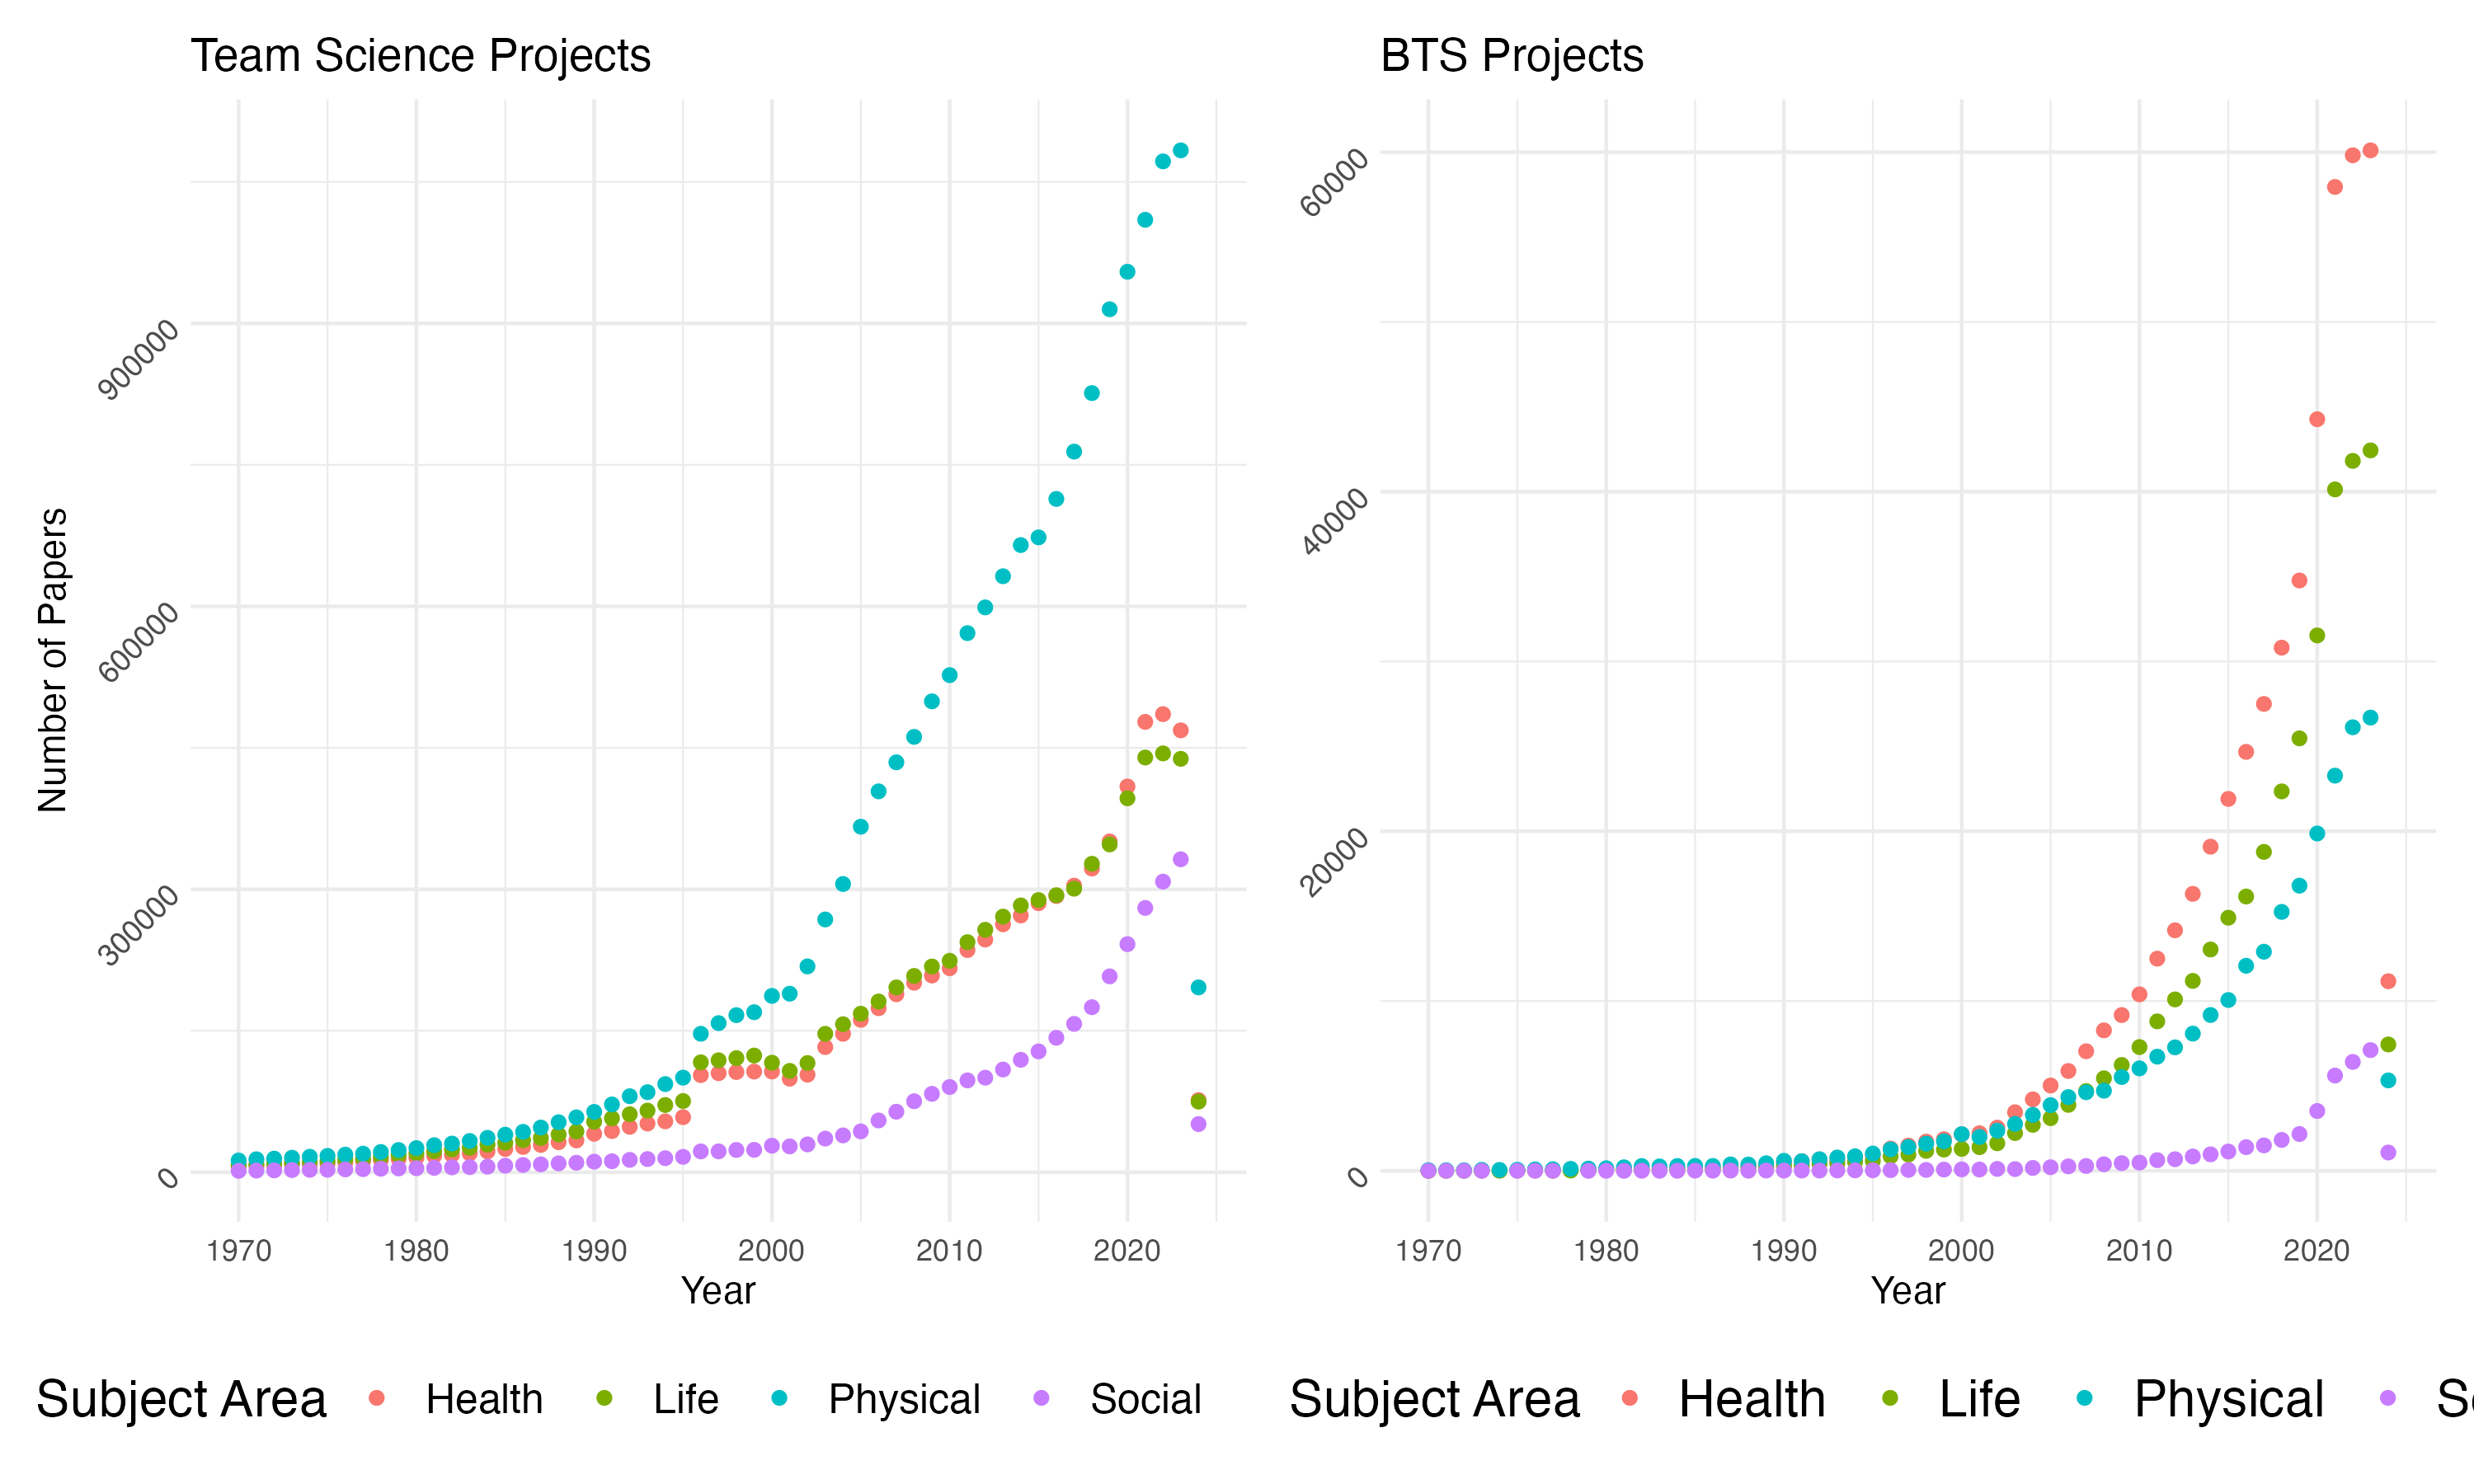 Team Science Projects
Number of Papers
900000
600000
300000
0
1970 1980 1990 2000 2010 2020
Year
Subject Area Health Life Physical Social
BTS Projects
60000
40000
20000
0
1970 1980 1990 2000 2010 2020
Year
Subject Area Health Life Physical